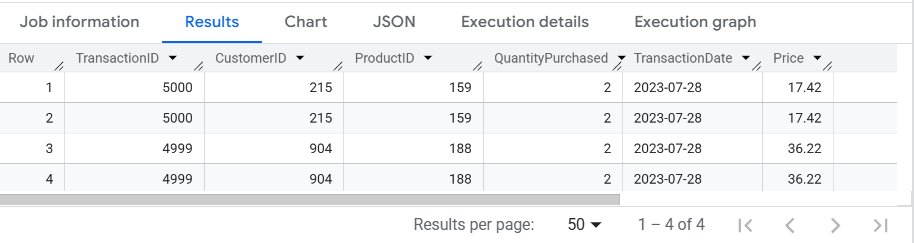 Job information Results Chart JSON Execution details Execution graph
Row TransactionID CustomerID ProductID QuantityPurchased TransactionDate Price
1 5000 215 159 2 2023-07-28 17.42
2 5000 215 159 2 2023-07-28 17.42
3 4999 904 188 2 2023-07-28 36.22
4 4999 904 188 2 2023-07-28 36.22
Results per page: 50 1 – 4 of 4